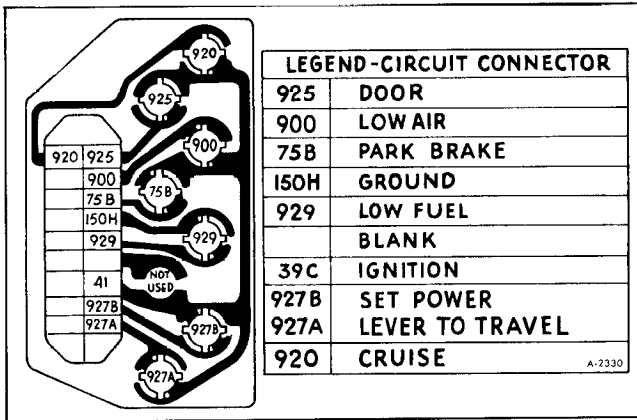 920
925
900
75B
929
NOT
USED
927B
927A
920 925
900
75B
150H
929
41
927B
927A
LEGEND-CIRCUIT CONNECTOR
925 DOOR
900 LOW AIR
75B PARK BRAKE
150H GROUND
929 LOW FUEL
BLANK
39C IGNITION
927B SET POWER
927A LEVER TO TRAVEL
920 CRUISE
A-2330